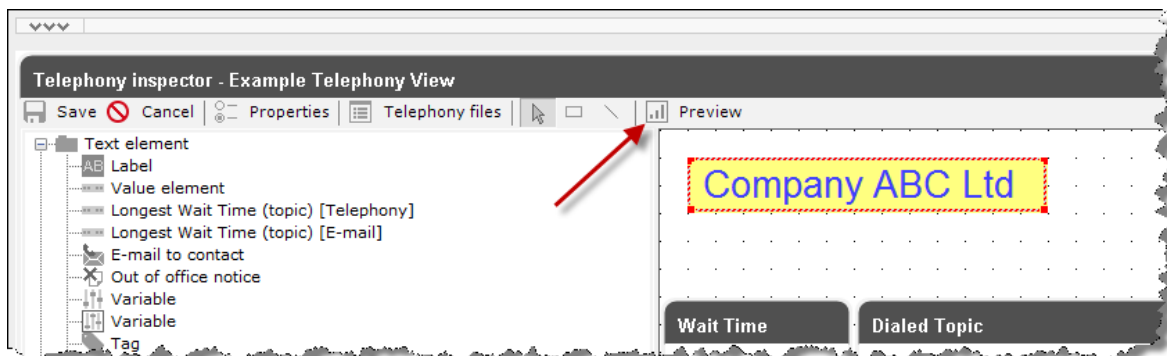 Telephony inspector - Example Telephony View
Save Cancel Properties Telephony files Preview
Text element
AB Label
Value element
Longest Wait Time (topic) [Telephony]
Longest Wait Time (topic) [E-mail]
E-mail to contact
Out of office notice
Variable
Variable
Tag
Company ABC Ltd
Wait Time
Dialed Topic